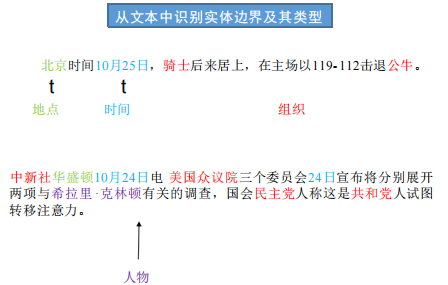 从文本中识别实体边界及其类型
北京时间10月25日，骑士后来居上，在主场以119-112击退公牛。
t t
地点 时间 组织
中新社华盛顿10月24日电 美国众议院三个委员会24日宣布将分别展开
两项与希拉里·克林顿有关的调查，国会民主党人称这是共和党人试图
转移注意力。
人物